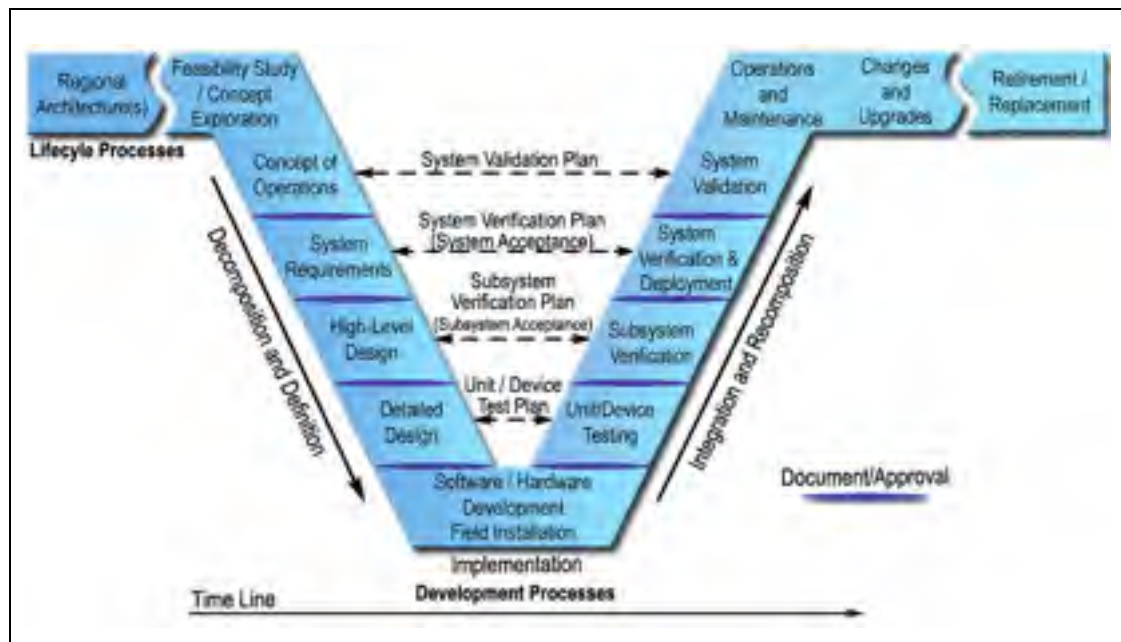 Regional
Architecture(s)
Feasibility Study
/ Concept
Exploration
Operations
and
Maintenance
Changes
and
Upgrades
Retirement /
Replacement
Lifecyle Processes
Concept of
Operations
System Validation Plan
System
Validation
System
Requirements
System Verification Plan
(System Acceptance)
System
Verification &
Deployment
High-Level
Design
Subsystem
Verification Plan
(Subsystem Acceptance)
Subsystem
Verification
Detailed
Design
Unit / Device
Test Plan
Unit/Device
Testing
Decomposition and Definition
Integration and Recomposition
Software / Hardware
Development
Field Installation
Document/Approval
Implementation
Development Processes
Time Line